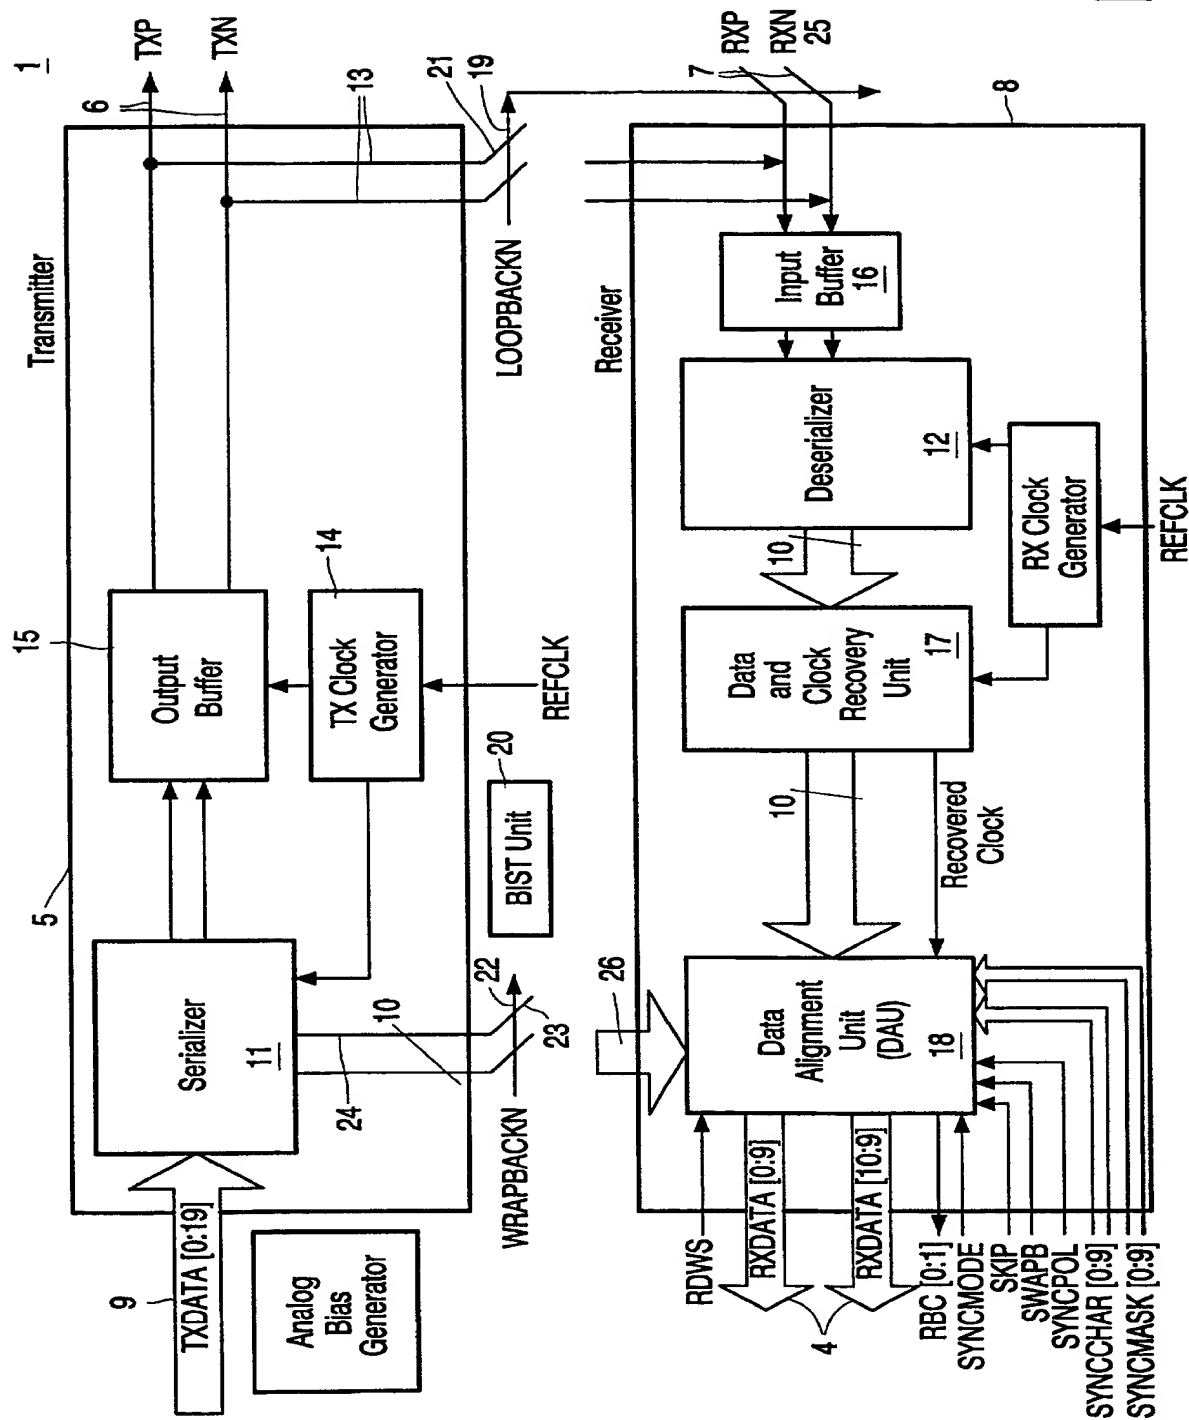 1
Transmitter
5
9
TXDATA [0:19]
Serializer
11
15
Output
Buffer
6
TXP
TXN
14
TX Clock
Generator
REFCLK
13
24
10
21
19
LOOPBACKN
22
23
WRAPBACKN
20
BIST Unit
Analog
Bias
Generator
Receiver
8
7
RXP
RXN
25
Input
Buffer
16
Deserializer
12
10
RX Clock
Generator
REFCLK
Data
and
Clock
Recovery
Unit
17
10
Recovered
Clock
26
Data
Alignment
Unit
(DAU)
18
RDWS
RXDATA [0:9]
RXDATA [10:9]
4
RBC [0:1]
SYNCMODE
SKIP
SWAPB
SYNCPOL
SYNCCHAR [0:9]
SYNCMASK [0:9]